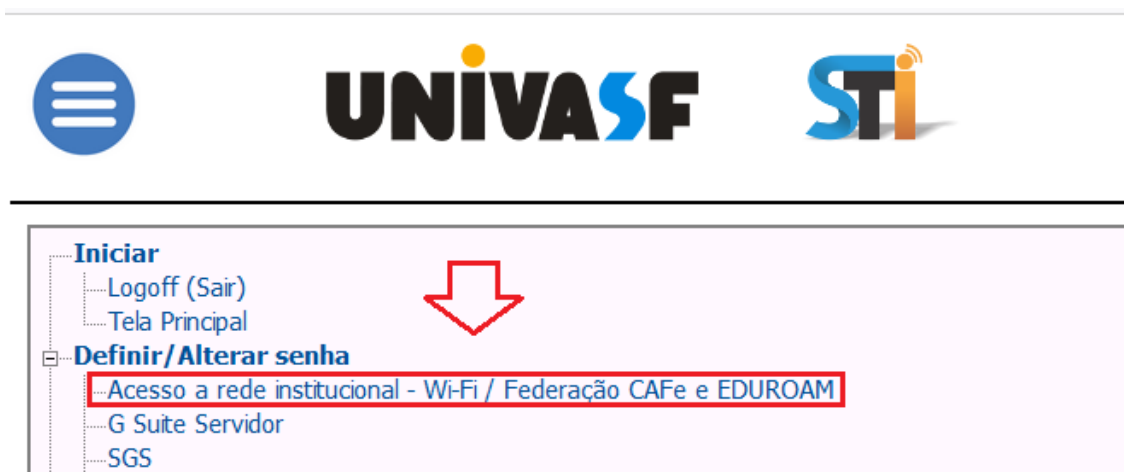 UNIVASF STi
Iniciar
Logoff (Sair)
Tela Principal
Definir/Alterar senha
Acesso a rede institucional - Wi-Fi / Federação CAFe e EDUROAM
G Suite Servidor
SGS